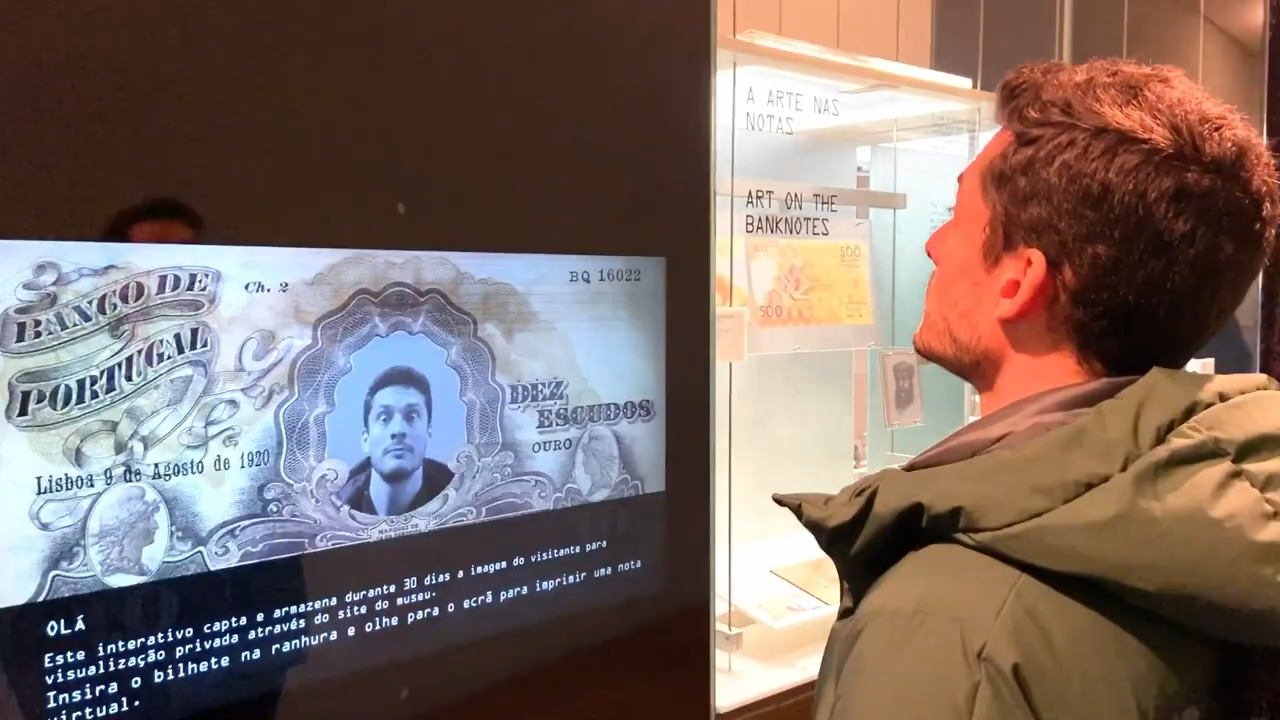 BANCO DE
PORTUGAL
Ch. 2
BQ 16022
DEZ
ESCUDOS
OURO
Lisboa 9 de Agosto de 1920
OLÁ
Este interativo capta e armazena durante 30 dias a imagem do visitante para
visualização privada através do site do museu.
Insira o bilhete na ranhura e olhe para o ecrã para imprimir uma nota
virtual.
A ARTE NAS
NOTAS
ART ON THE
BANKNOTES
500
500